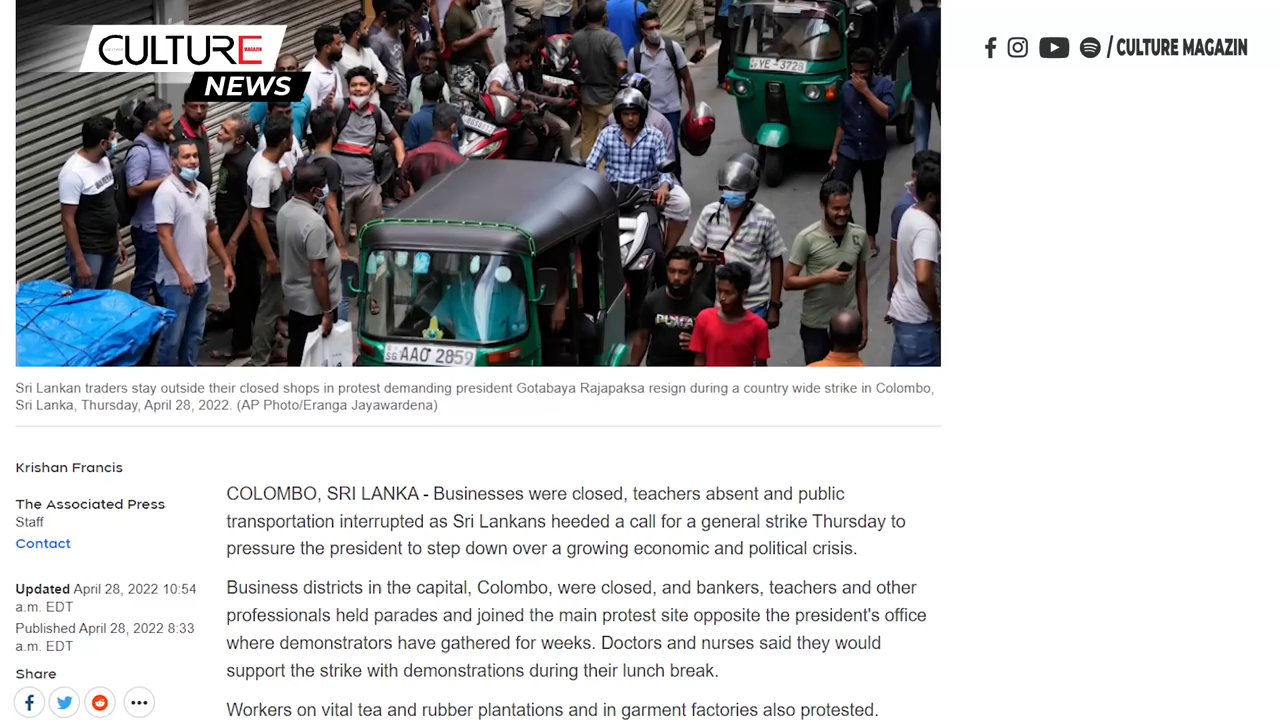 CULTURE
MAGAZIN
NEWS
/ CULTURE MAGAZIN
YE - 3728
PUXTA
SG AAO 2859
Sri Lankan traders stay outside their closed shops in protest demanding president Gotabaya Rajapaksa resign during a country wide strike in Colombo,
Sri Lanka, Thursday, April 28, 2022. (AP Photo/Eranga Jayawardena)
Krishan Francis
The Associated Press
Staff
Contact
Updated April 28, 2022 10:54
a.m. EDT
Published April 28, 2022 8:33
a.m. EDT
Share
COLOMBO, SRI LANKA - Businesses were closed, teachers absent and public
transportation interrupted as Sri Lankans heeded a call for a general strike Thursday to
pressure the president to step down over a growing economic and political crisis.
Business districts in the capital, Colombo, were closed, and bankers, teachers and other
professionals held parades and joined the main protest site opposite the president's office
where demonstrators have gathered for weeks. Doctors and nurses said they would
support the strike with demonstrations during their lunch break.
Workers on vital tea and rubber plantations and in garment factories also protested.